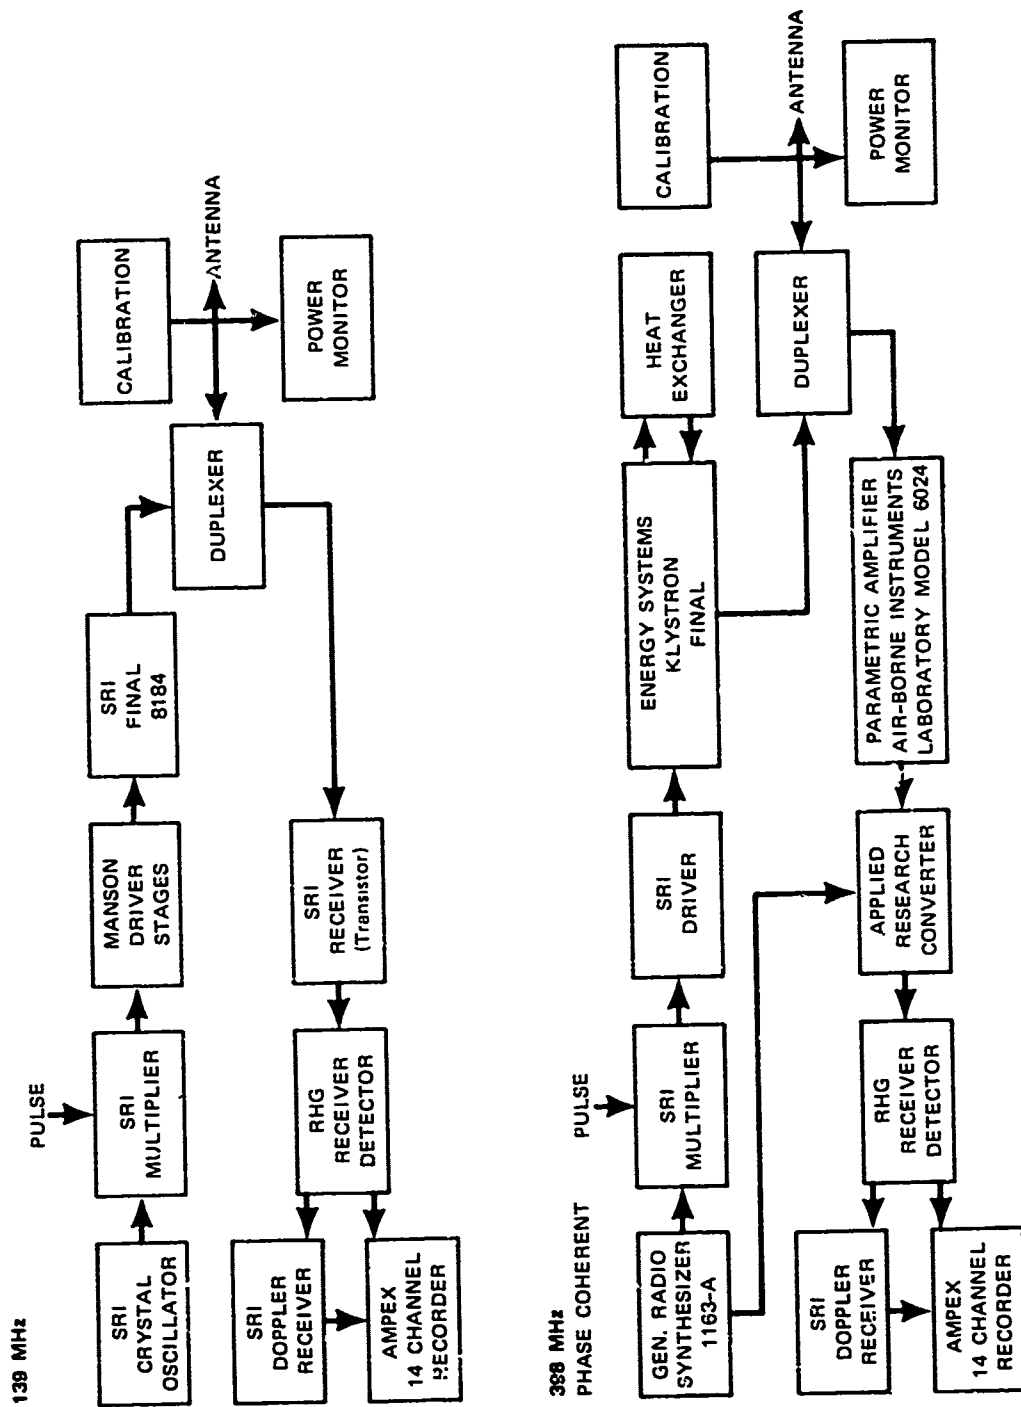 139 MHz
PULSE
SRI
CRYSTAL
OSCILLATOR
SRI
MULTIPLIER
MANSON
DRIVER
STAGES
SRI
FINAL
8184
DUPLEXER
CALIBRATION
ANTENNA
POWER
MONITOR
SRI
DOPPLER
RECEIVER
AMPEX
14 CHANNEL
RECORDER
RHG
RECEIVER
DETECTOR
SRI
RECEIVER
(Transistor)
398 MHz
PHASE COHERENT
PULSE
GEN. RADIO
SYNTHESIZER
1163-A
SRI
MULTIPLIER
SRI
DRIVER
ENERGY SYSTEMS
KLYSTRON
FINAL
HEAT
EXCHANGER
CALIBRATION
ANTENNA
DUPLEXER
POWER
MONITOR
SRI
DOPPLER
RECEIVER
AMPEX
14 CHANNEL
RECORDER
RHG
RECEIVER
DETECTOR
APPLIED
RESEARCH
CONVERTER
PARAMETRIC AMPLIFIER
AIR-BORNE INSTRUMENTS
LABORATORY MODEL 6024